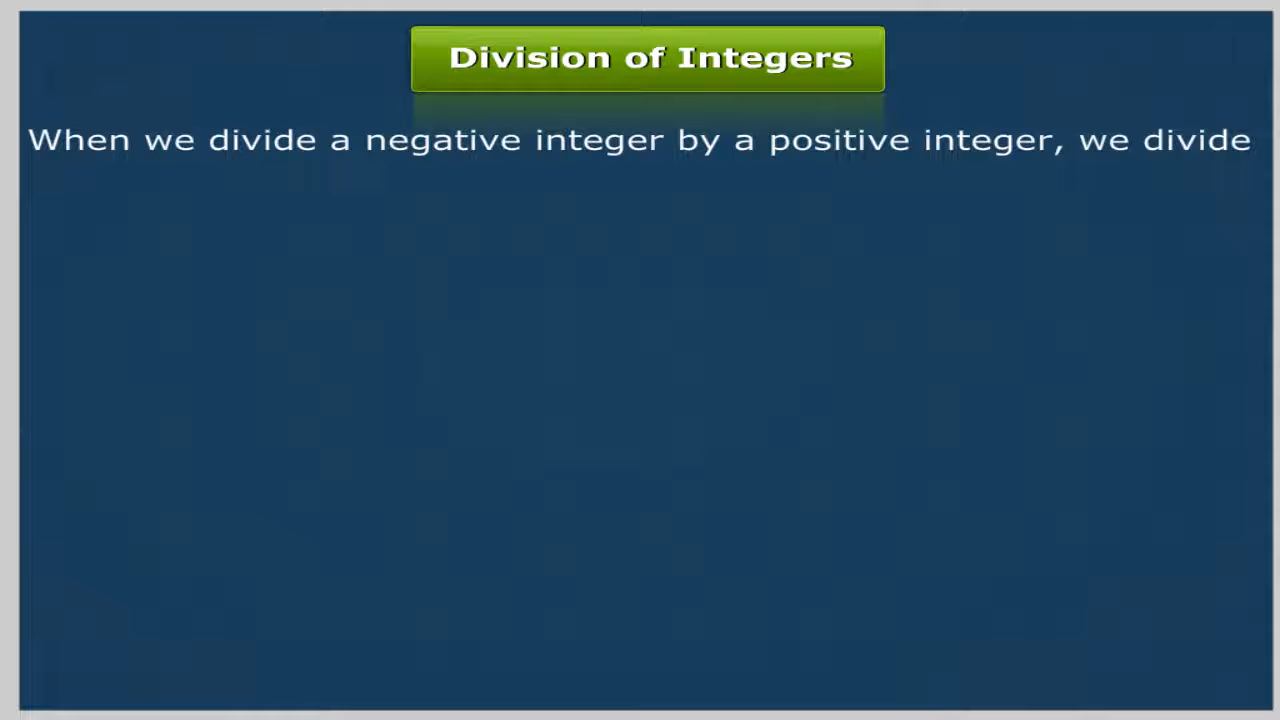 Division of Integers
When we divide a negative integer by a positive integer, we divide